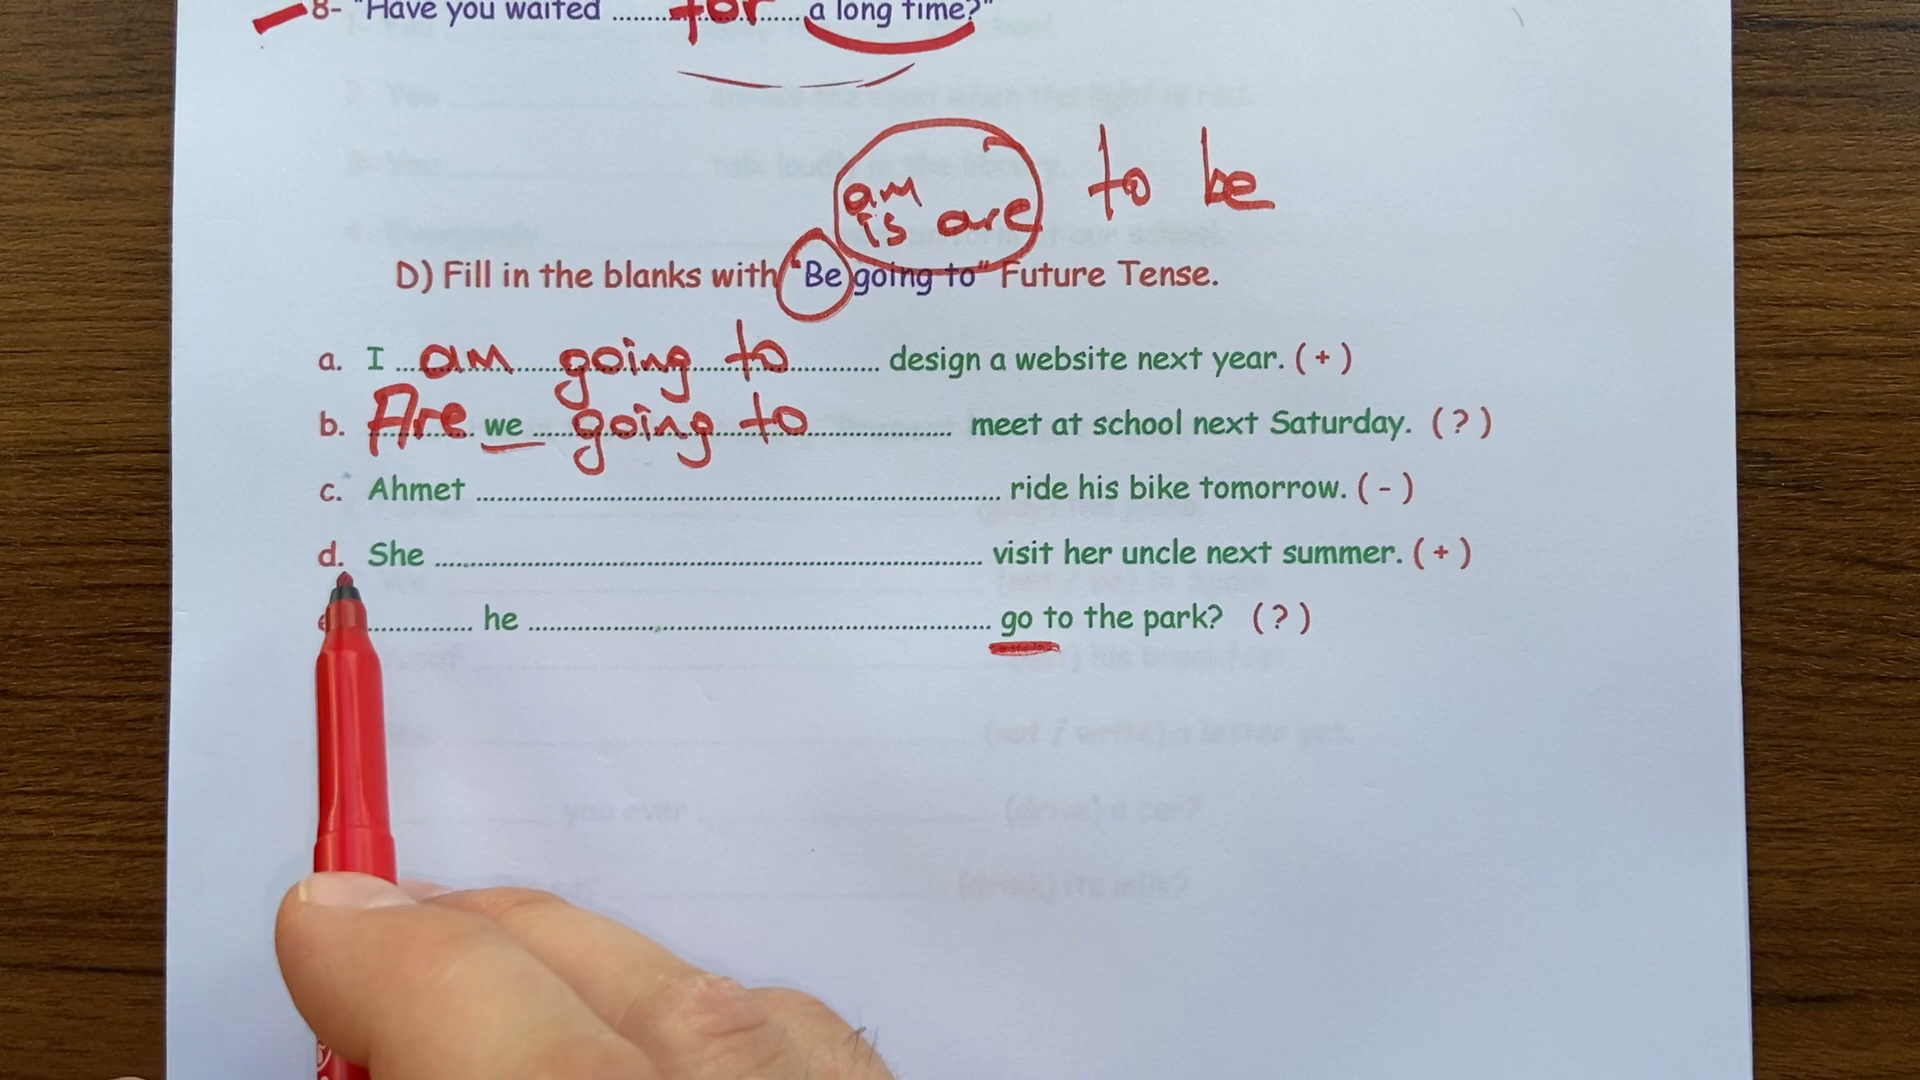 8- "Have you waited ........for........ a long time?"
am
is are to be
D) Fill in the blanks with "Be going to" Future Tense.
a. I am going to design a website next year. ( + )
b. Are we going to meet at school next Saturday. ( ? )
c. Ahmet ........................ ride his bike tomorrow. ( - )
d. She ........................ visit her uncle next summer. ( + )
............ he ........................ go to the park? ( ? )